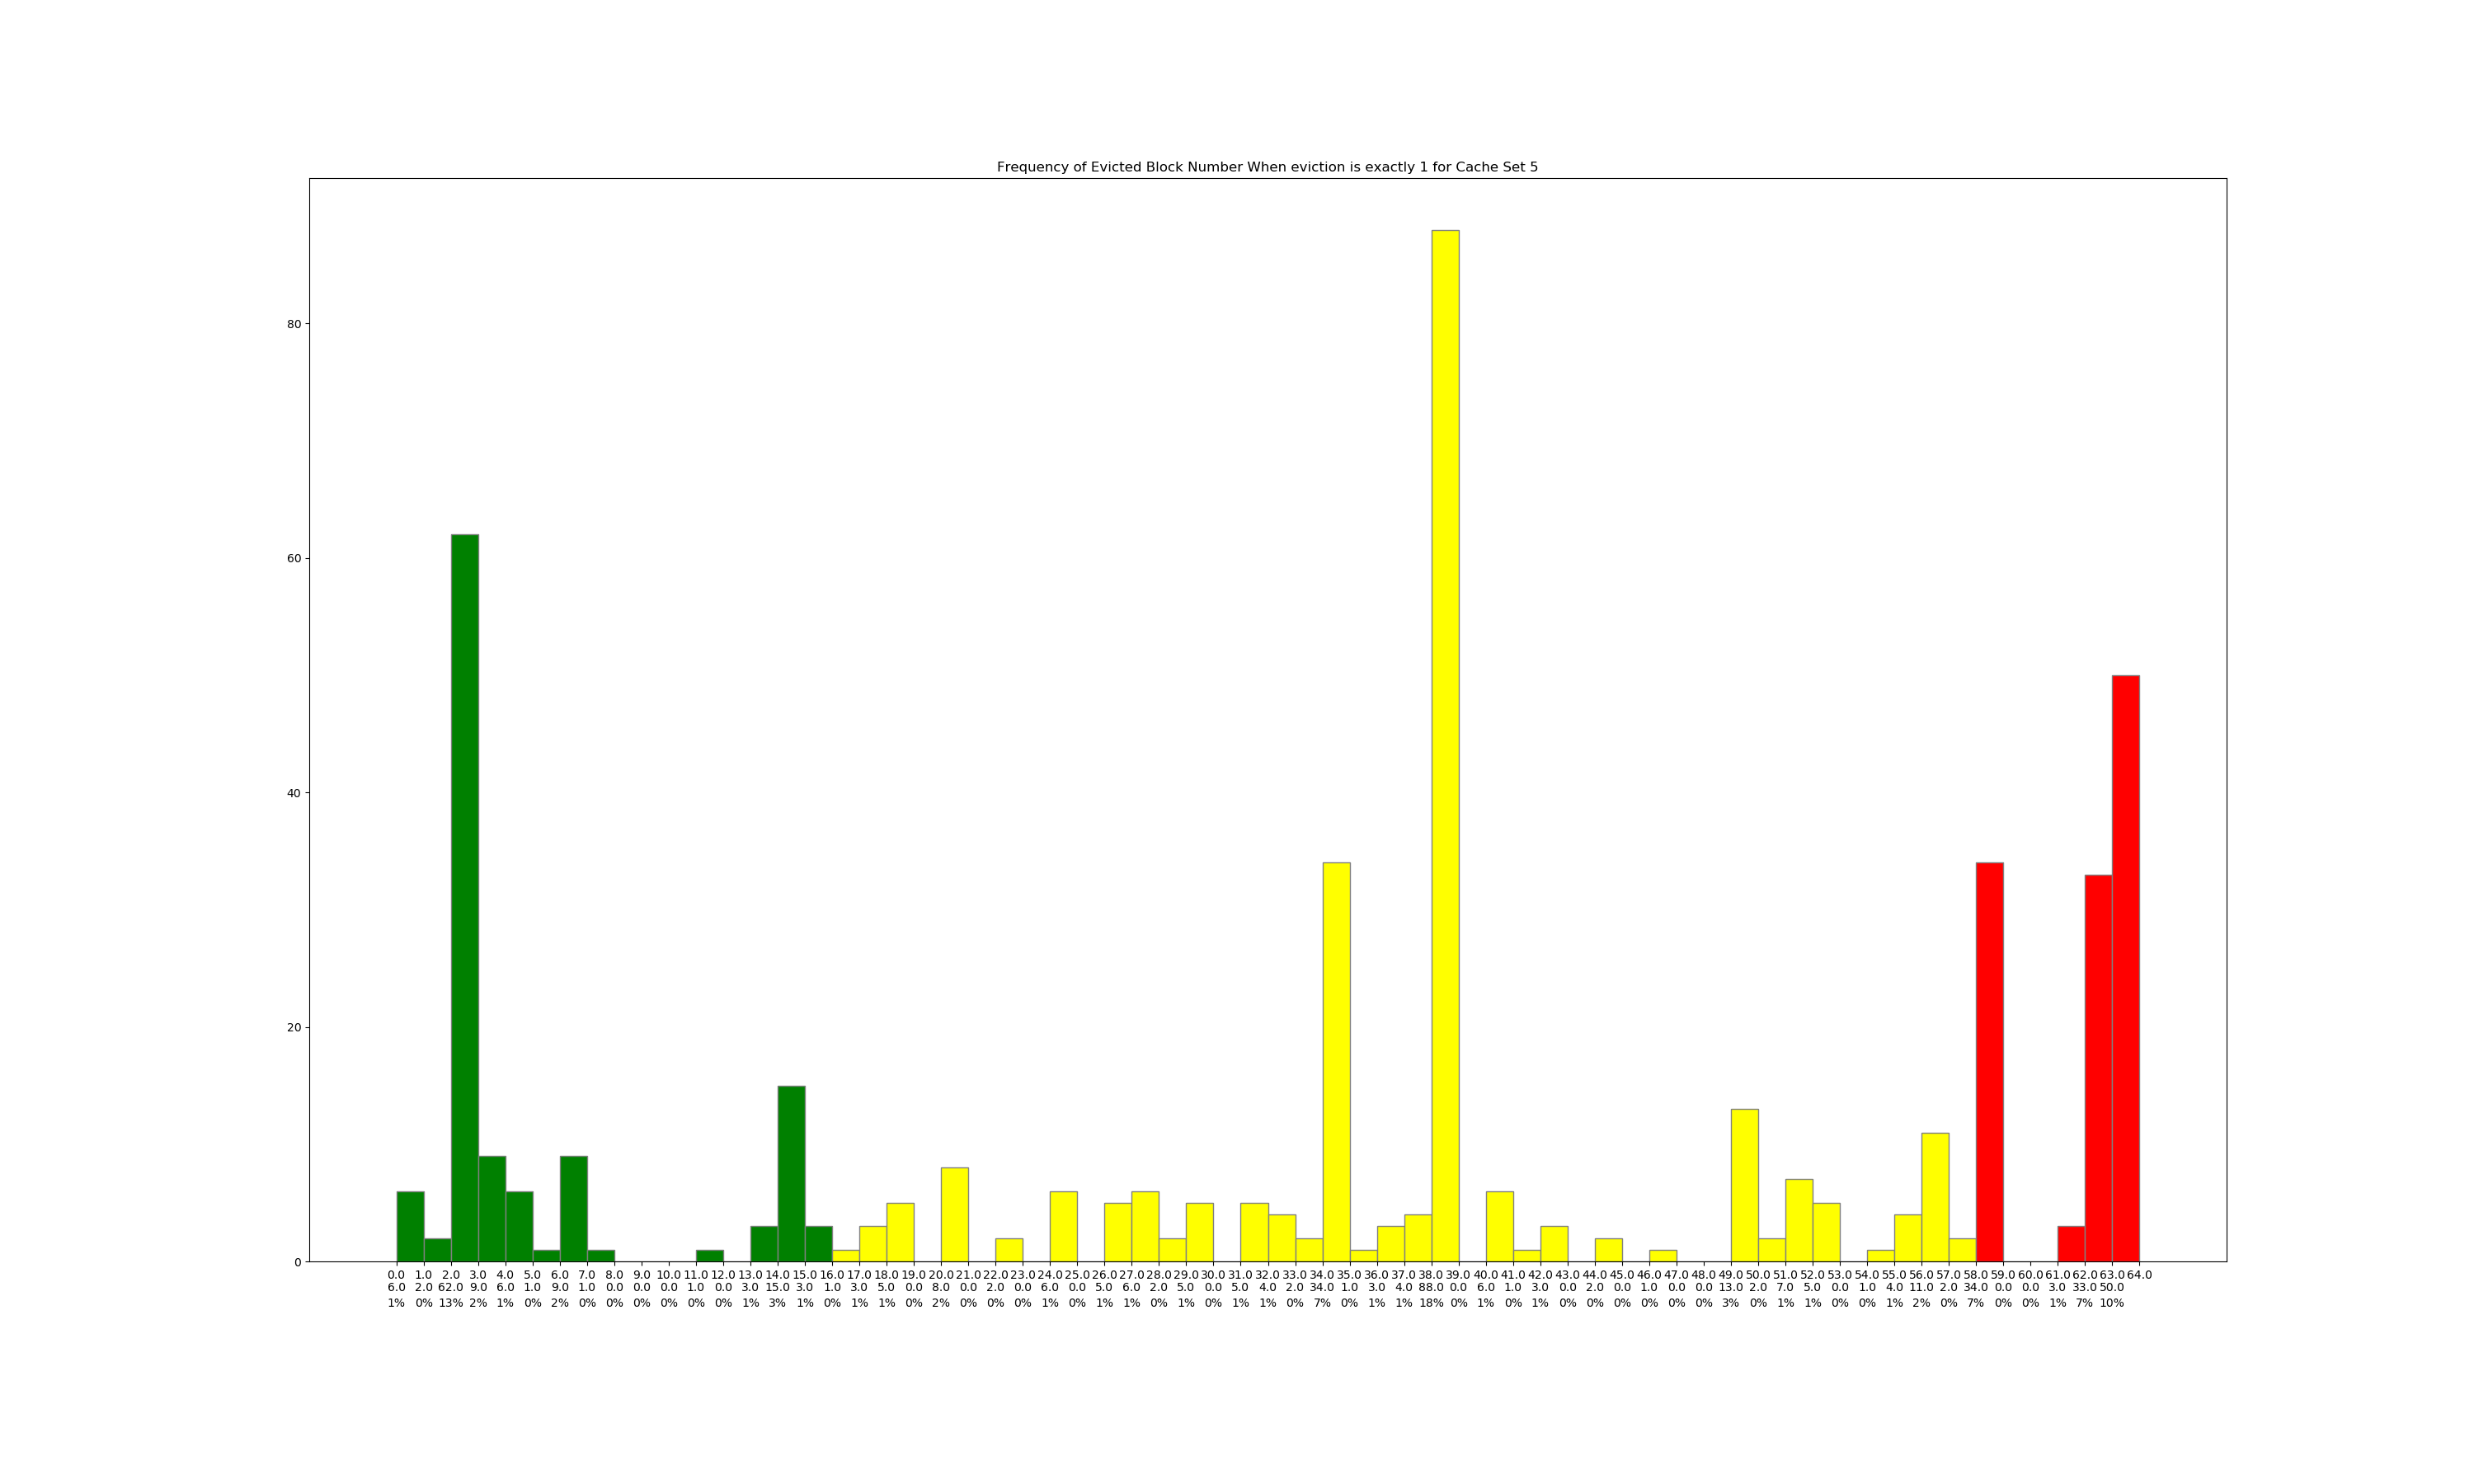 Frequency of Evicted Block Number When eviction is exactly 1 for Cache Set 5
80
60
40
20
0
0.0 1.0 2.0 3.0 4.0 5.0 6.0 7.0 8.0 9.0 10.0 11.0 12.0 13.0 14.0 15.0 16.0 17.0 18.0 19.0 20.0 21.0 22.0 23.0 24.0 25.0 26.0 27.0 28.0 29.0 30.0 31.0 32.0 33.0 34.0 35.0 36.0 37.0 38.0 39.0 40.0 41.0 42.0 43.0 44.0 45.0 46.0 47.0 48.0 49.0 50.0 51.0 52.0 53.0 54.0 55.0 56.0 57.0 58.0 59.0 60.0 61.0 62.0 63.0 64.0
6.0 2.0 62.0 9.0 6.0 1.0 9.0 1.0 0.0 0.0 0.0 1.0 0.0 3.0 15.0 3.0 1.0 3.0 5.0 0.0 8.0 0.0 2.0 0.0 6.0 0.0 5.0 6.0 2.0 5.0 0.0 5.0 4.0 2.0 34.0 1.0 3.0 4.0 88.0 0.0 6.0 1.0 3.0 0.0 2.0 0.0 1.0 0.0 0.0 13.0 2.0 7.0 5.0 0.0 1.0 4.0 11.0 2.0 34.0 0.0 0.0 3.0 33.0 50.0
1% 0% 13% 2% 1% 0% 2% 0% 0% 0% 0% 0% 0% 1% 3% 1% 0% 1% 1% 0% 2% 0% 0% 0% 1% 0% 1% 1% 0% 1% 0% 1% 1% 0% 7% 0% 1% 1% 18% 0% 1% 0% 1% 0% 0% 0% 0% 0% 0% 3% 0% 1% 1% 0% 0% 1% 2% 0% 7% 0% 0% 1% 7% 10%